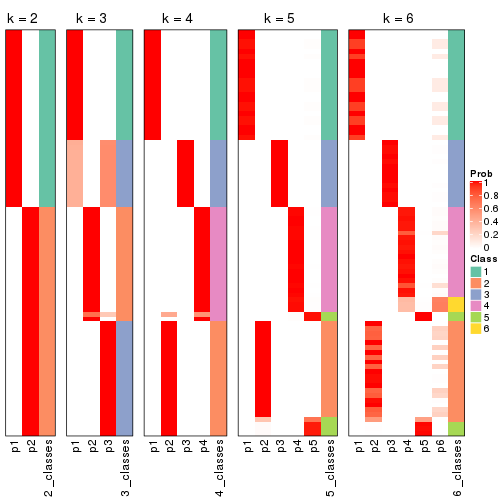 k = 2
k = 3
k = 4
k = 5
k = 6
p1
p2
2_classes
p1
p2
p3
3_classes
p1
p2
p3
p4
4_classes
p1
p2
p3
p4
p5
5_classes
p1
p2
p3
p4
p5
p6
6_classes
Prob
1
0.8
0.6
0.4
0.2
0
Class
1
2
3
4
5
6